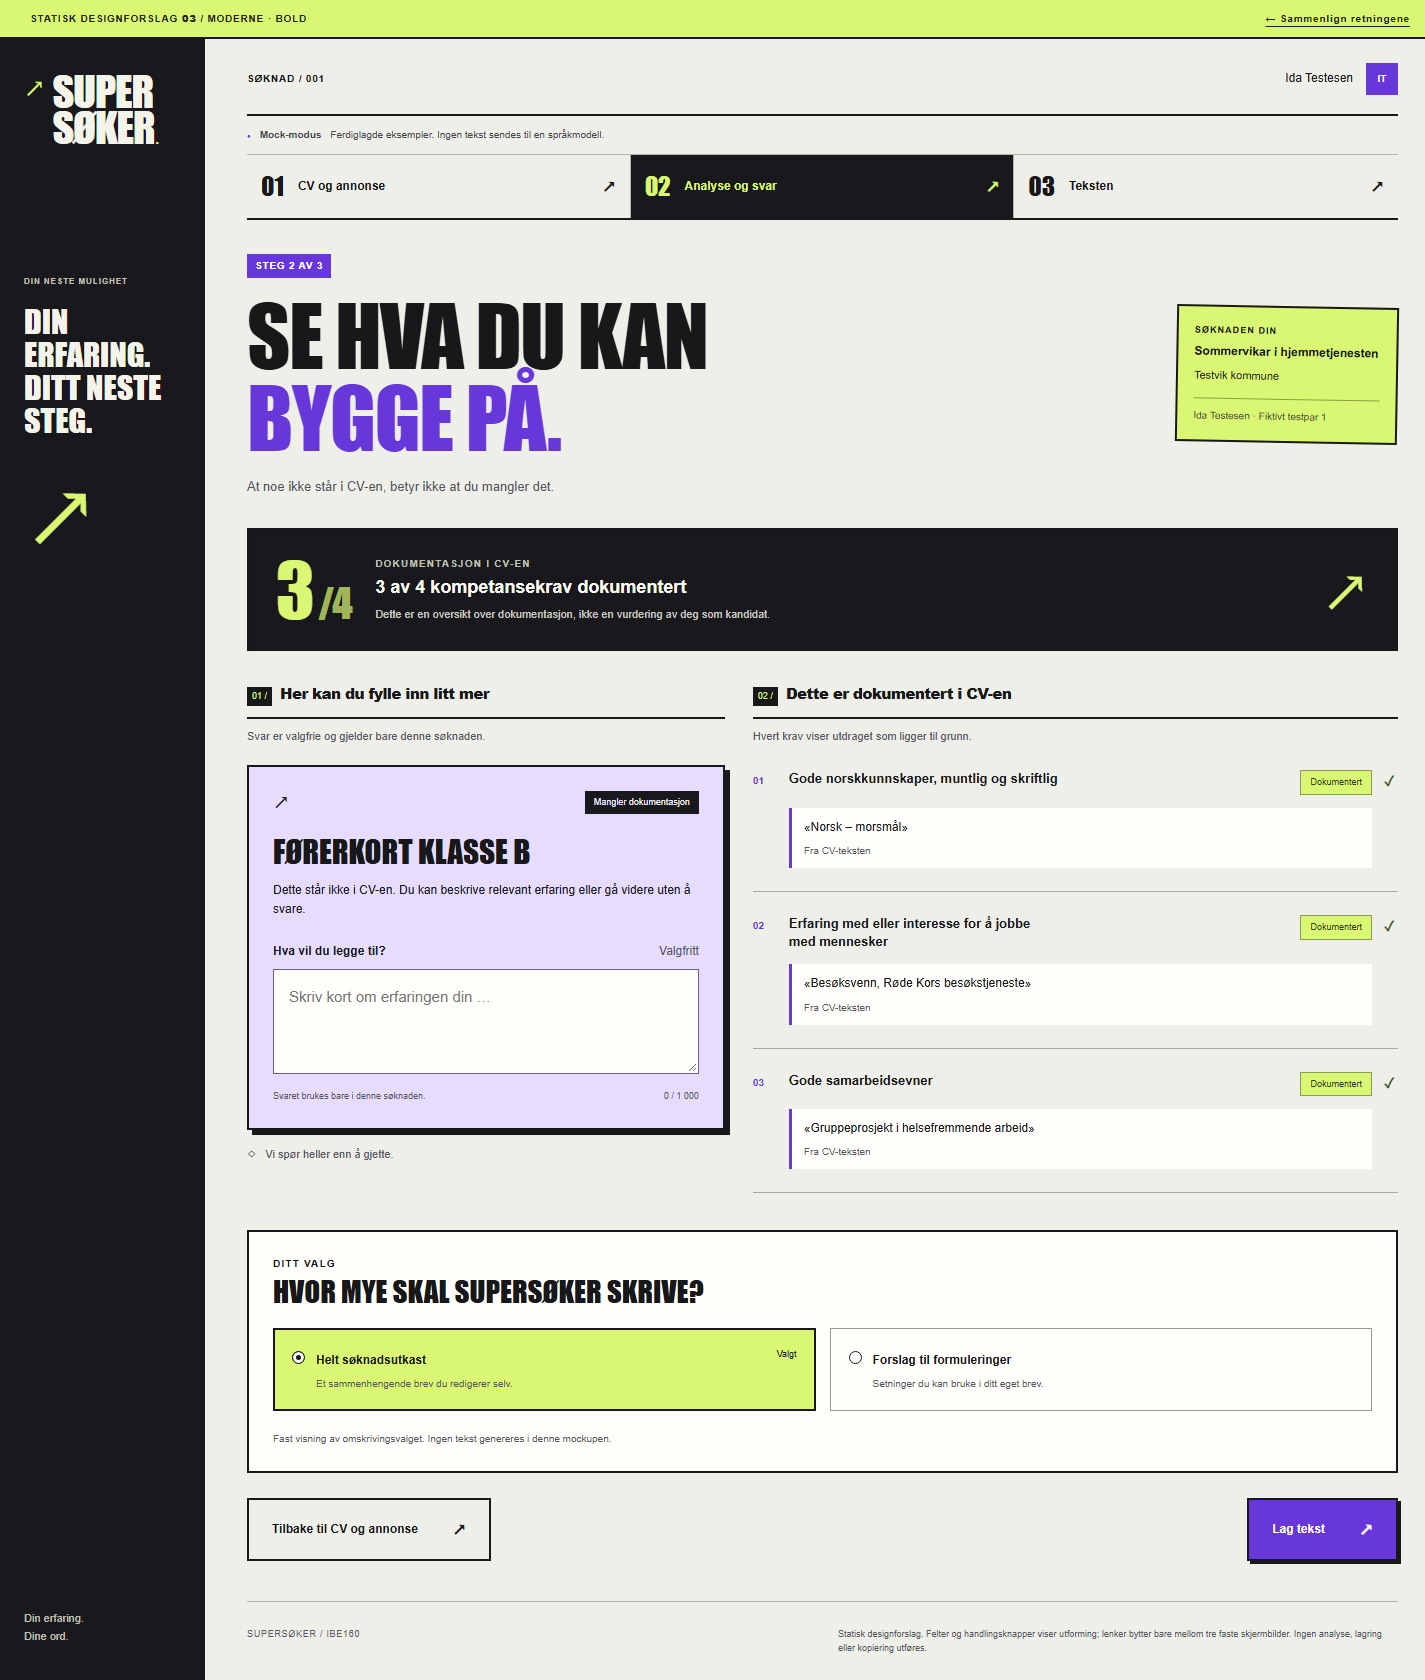 STATISK DESIGNFORSLAG 03 / MODERNE · BOLD
← Sammenlign retningene
↗ SUPER
SØKER.
DIN NESTE MULIGHET
DIN
ERFARING.
DITT NESTE
STEG.
↗
Din erfaring.
Dine ord.
SØKNAD / 001
Ida Testesen IT
• Mock-modus Ferdiglagde eksempler. Ingen tekst sendes til en språkmodell.
01 CV og annonse ↗
02 Analyse og svar ↗
03 Teksten ↗
STEG 2 AV 3
SE HVA DU KAN
BYGGE PÅ.
At noe ikke står i CV-en, betyr ikke at du mangler det.
SØKNADEN DIN
Sommervikar i hjemmetjenesten
Testvik kommune
Ida Testesen · Fiktivt testpar 1
3/4
DOKUMENTASJON I CV-EN
3 av 4 kompetansekrav dokumentert
Dette er en oversikt over dokumentasjon, ikke en vurdering av deg som kandidat.
↗
01 / Her kan du fylle inn litt mer
Svar er valgfrie og gjelder bare denne søknaden.
↗ Mangler dokumentasjon
FØRERKORT KLASSE B
Dette står ikke i CV-en. Du kan beskrive relevant erfaring eller gå videre uten å
svare.
Hva vil du legge til? Valgfritt
Skriv kort om erfaringen din …
Svaret brukes bare i denne søknaden. 0 / 1 000
◇ Vi spør heller enn å gjette.
02 / Dette er dokumentert i CV-en
Hvert krav viser utdraget som ligger til grunn.
01 Gode norskkunnskaper, muntlig og skriftlig Dokumentert ✓
«Norsk – morsmål»
Fra CV-teksten
02 Erfaring med eller interesse for å jobbe
med mennesker Dokumentert ✓
«Besøksvenn, Røde Kors besøkstjeneste»
Fra CV-teksten
03 Gode samarbeidsevner Dokumentert ✓
«Gruppeprosjekt i helsefremmende arbeid»
Fra CV-teksten
DITT VALG
HVOR MYE SKAL SUPERSØKER SKRIVE?
Helt søknadsutkast Valgt
Et sammenhengende brev du redigerer selv.
Forslag til formuleringer
Setninger du kan bruke i ditt eget brev.
Fast visning av omskrivingsvalget. Ingen tekst genereres i denne mockupen.
Tilbake til CV og annonse ↗
Lag tekst ↗
SUPERSØKER / IBE160
Statisk designforslag. Felter og handlingsknapper viser utforming; lenker bytter bare mellom tre faste skjermbilder. Ingen analyse, lagring
eller kopiering utføres.